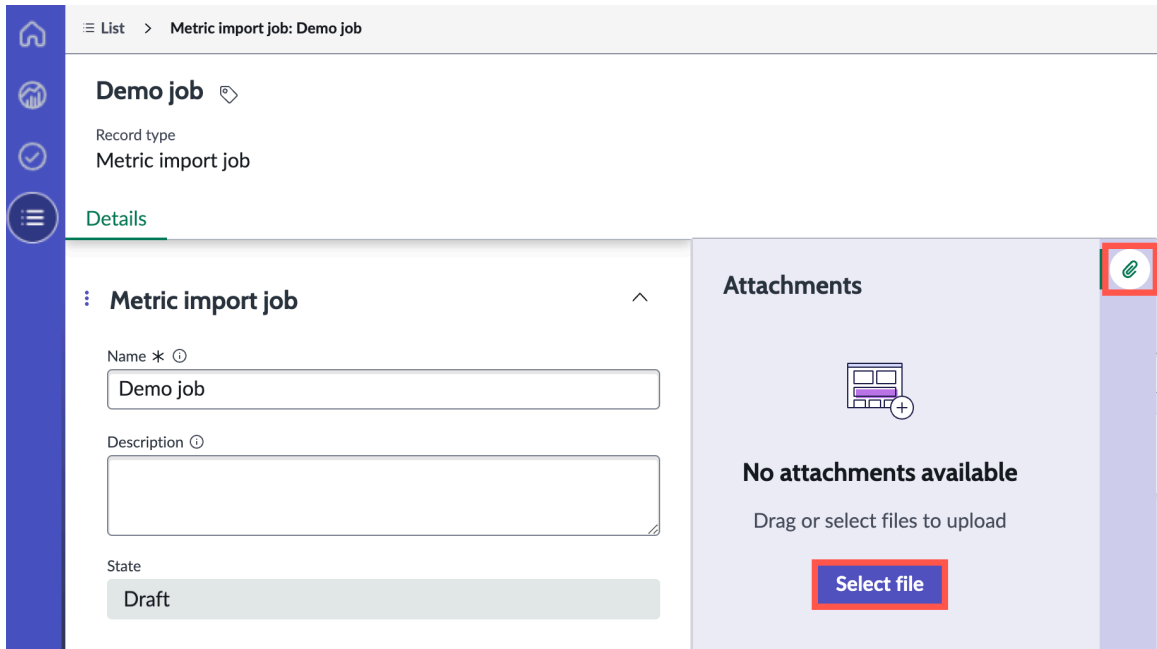 List > Metric import job: Demo job
Demo job
Record type
Metric import job
Details
Metric import job
Name *
Demo job
Description
State
Draft
Attachments
No attachments available
Drag or select files to upload
Select file